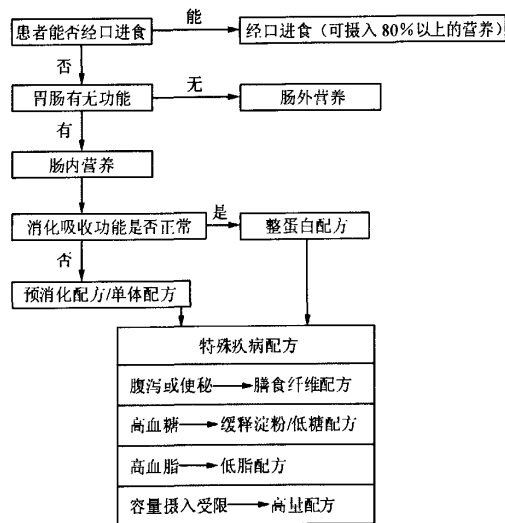 患者能否经口进食
能
经口进食（可摄入80%以上的营养）
否
胃肠有无功能
无
肠外营养
有
肠内营养
消化吸收功能是否正常
是
整蛋白配方
否
预消化配方/单体配方
特殊疾病配方
腹泻或便秘
膳食纤维配方
高血糖
缓释淀粉/低糖配方
高血脂
低脂配方
容量摄入受限
高量配方